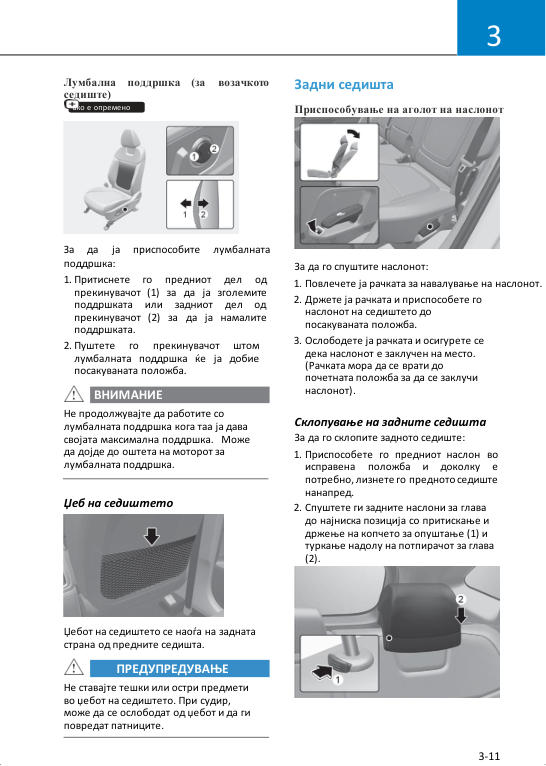 3
Лумбална поддршка (за возачкото
седиште)
ако е опремено
1
2
1
2
За да ја приспособите лумбалната
поддршка:
1. Притиснете го предниот дел од
прекинувачот (1) за да ја зголемите
поддршката или задниот дел од
прекинувачот (2) за да ја намалите
поддршката.
2. Пуштете го прекинувачот штом
лумбалната поддршка ќе ја добие
посакуваната положба.
ВНИМАНИЕ
Не продолжувајте да работите со
лумбалната поддршка кога таа ја дава
својата максимална поддршка. Може
да дојде до оштета на моторот за
лумбалната поддршка.
Џеб на седиштето
Џебот на седиштето се наоѓа на задната
страна од предните седишта.
ПРЕДУПРЕДУВАЊЕ
Не ставајте тешки или остри предмети
во џебот на седиштето. При судир,
може да се ослободат од џебот и да ги
повредат патниците.
Задни седишта
Приспособување на аголот на наслонот
За да го спуштите наслонот:
1. Повлечете ја рачката за навалување на наслонот.
2. Држете ја рачката и приспособете го
наслонот на седиштето до
посакуваната положба.
3. Ослободете ја рачката и осигурете се
дека наслонот е заклучен на место.
(Рачката мора да се врати до
почетната положба за да се заклучи
наслонот).
Склопување на задните седишта
За да го склопите задното седиште:
1. Приспособете го предниот наслон во
исправена положба и доколку е
потребно, лизнете го предното седиште
нанапред.
2. Спуштете ги задните наслони за глава
до најниска позиција со притискање и
држење на копчето за опуштање (1) и
туркање надолу на потпирачот за глава
(2).
2
1
3-11